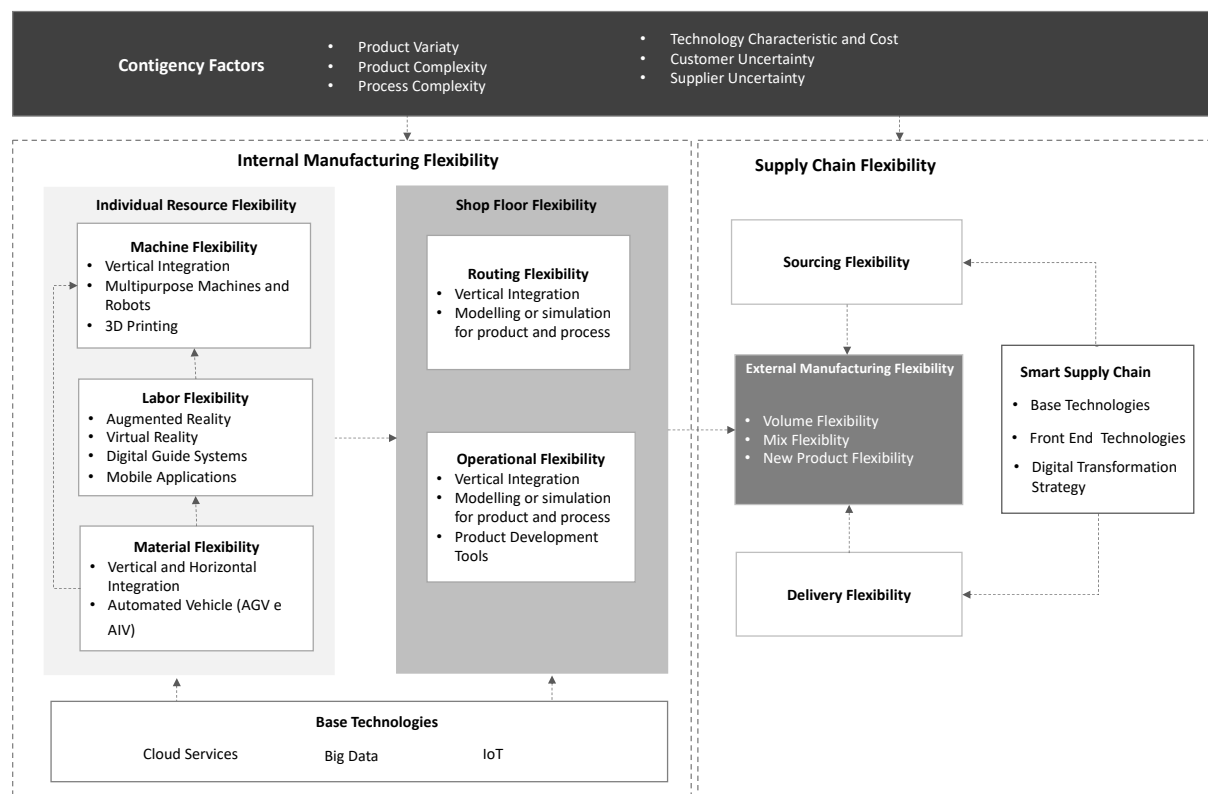 Contigency Factors
• Product Variaty
• Product Complexity
• Process Complexity
• Technology Characteristic and Cost
• Customer Uncertainty
• Supplier Uncertainty
Internal Manufacturing Flexibility
Individual Resource Flexibility
Machine Flexibility
• Vertical Integration
• Multipurpose Machines and
Robots
• 3D Printing
Labor Flexibility
• Augmented Reality
• Virtual Reality
• Digital Guide Systems
• Mobile Applications
Material Flexibility
• Vertical and Horizontal
Integration
• Automated Vehicle (AGV e
AIV)
Shop Floor Flexibility
Routing Flexibility
• Vertical Integration
• Modelling or simulation
for product and process
Operational Flexibility
• Vertical Integration
• Modelling or simulation
for product and process
• Product Development
Tools
Base Technologies
Cloud Services
Big Data
IoT
Supply Chain Flexibility
Sourcing Flexibility
External Manufacturing Flexibility
• Volume Flexibility
• Mix Flexiblity
• New Product Flexibility
Delivery Flexibility
Smart Supply Chain
• Base Technologies
• Front End Technologies
• Digital Transformation
Strategy